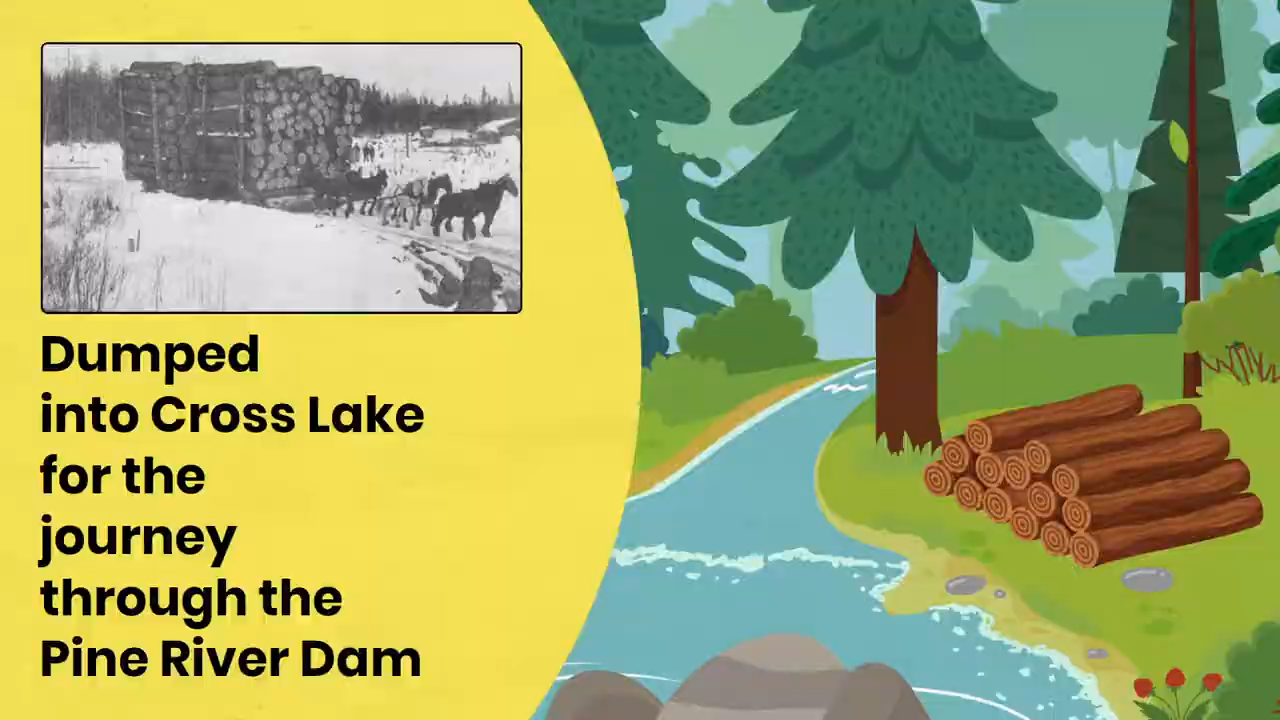 Dumped
into Cross Lake
for the
journey
through the
Pine River Dam